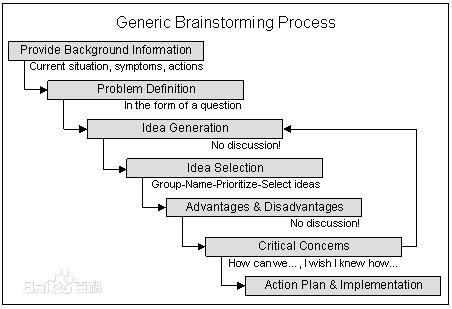 Generic Brainstorming Process
Provide Background Information
Current situation, symptoms, actions
Problem Definition
In the form of a question
Idea Generation
No discussion!
Idea Selection
Group-Name-Prioritize-Select ideas
Advantages & Disadvantages
No discussion!
Critical Concerns
How can we... , I wish I knew how...
Action Plan & Implementation
Bai百科